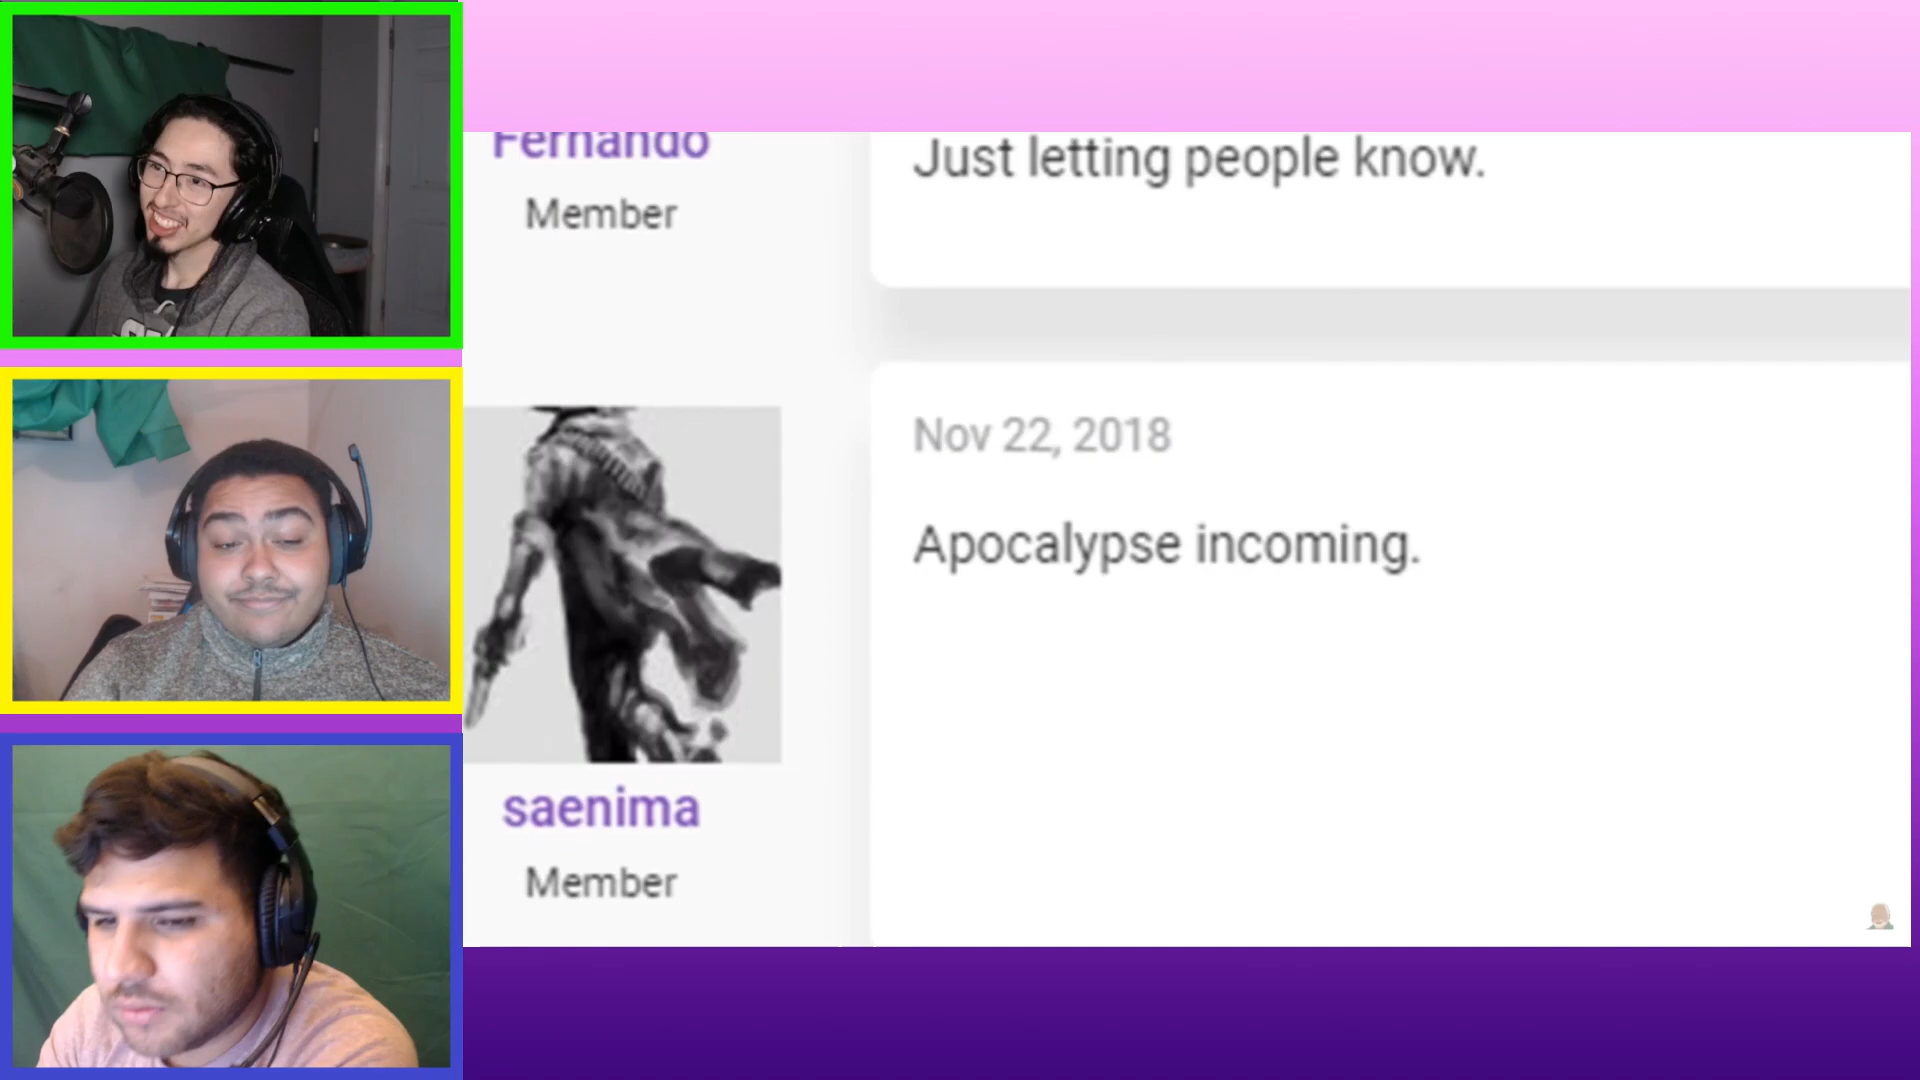 Fernando
Member
Just letting people know.
Nov 22, 2018
Apocalypse incoming.
saenima
Member